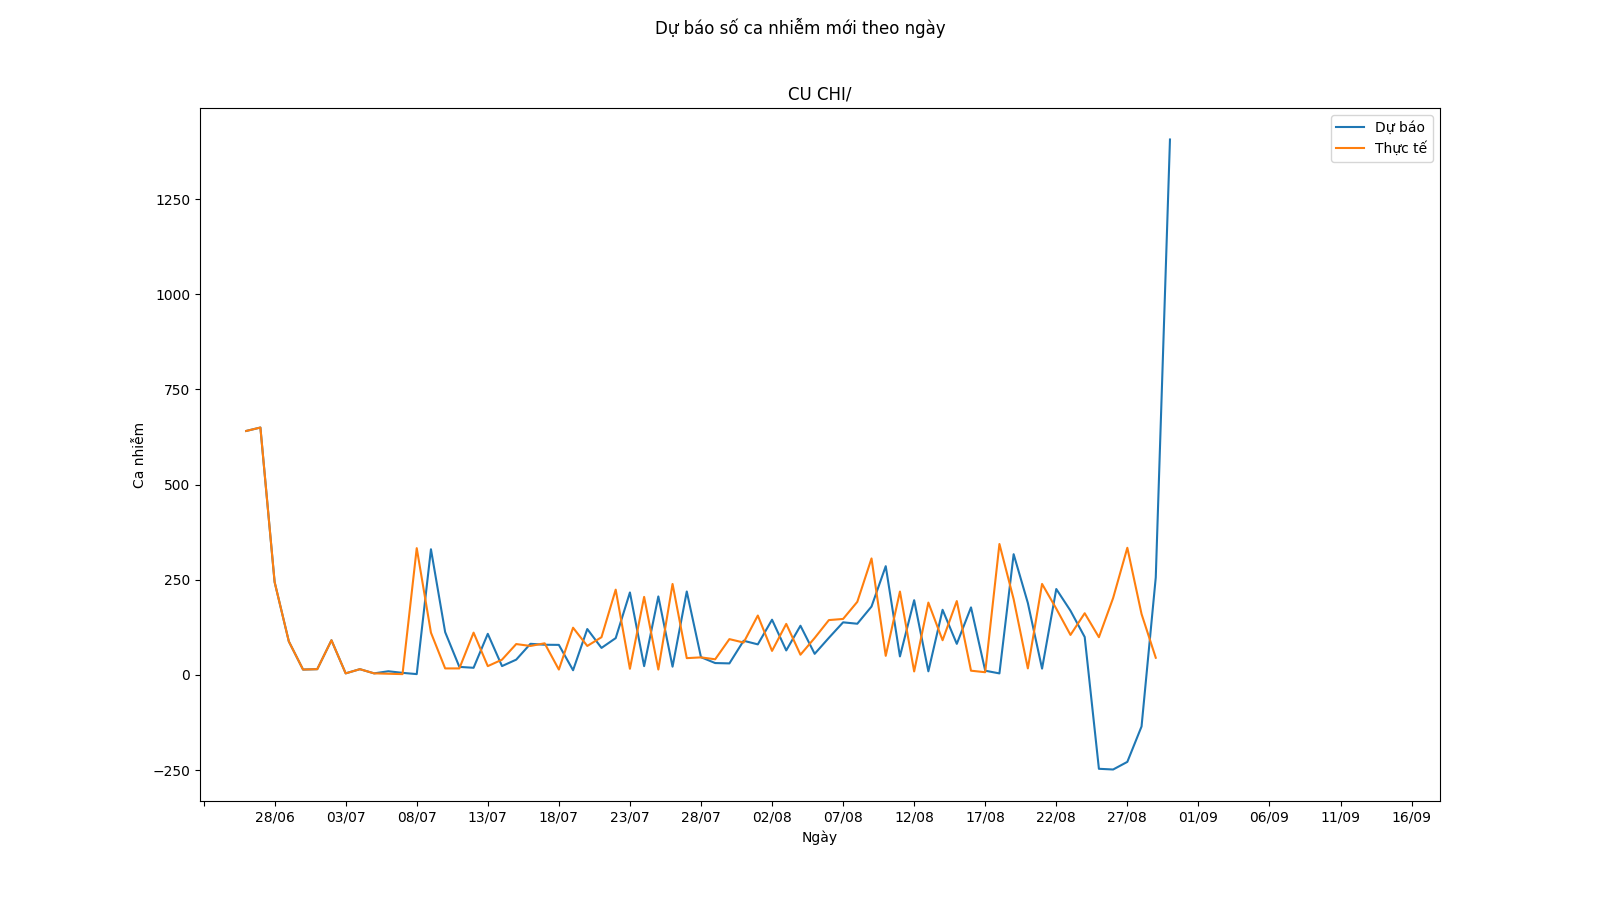 Dự báo số ca nhiễm mới theo ngày
CU CHI/
Dự báo
Thực tế
1250
1000
750
500
250
0
−250
Ca nhiễm
28/06 03/07 08/07 13/07 18/07 23/07 28/07 02/08 07/08 12/08 17/08 22/08 27/08 01/09 06/09 11/09 16/09
Ngày